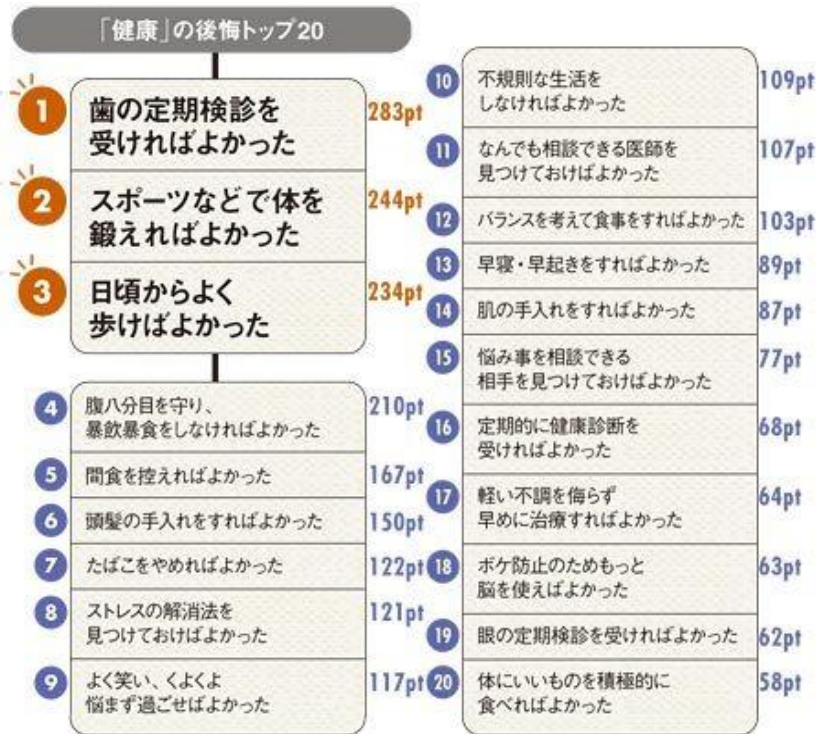 「健康」の後悔トップ20
1
歯の定期検診を
受ければよかった
283pt
2
スポーツなどで体を
鍛えればよかった
244pt
3
日頃からよく
歩けばよかった
234pt
4
腹八分目を守り、
暴飲暴食をしなければよかった
210pt
5
間食を控えればよかった
167pt
6
頭髪の手入れをすればよかった
150pt
7
たばこをやめればよかった
122pt
8
ストレスの解消法を
見つけておけばよかった
121pt
9
よく笑い、くよくよ
悩まず過ごせばよかった
117pt
10
不規則な生活を
しなければよかった
109pt
11
なんでも相談できる医師を
見つけておけばよかった
107pt
12
バランスを考えて食事をすればよかった
103pt
13
早寝・早起きをすればよかった
89pt
14
肌の手入れをすればよかった
87pt
15
悩み事を相談できる
相手を見つけておけばよかった
77pt
16
定期的に健康診断を
受ければよかった
68pt
17
軽い不調を侮らず
早めに治療すればよかった
64pt
18
ボケ防止のためもっと
脳を使えばよかった
63pt
19
眼の定期検診を受ければよかった
62pt
20
体にいいものを積極的に
食べればよかった
58pt